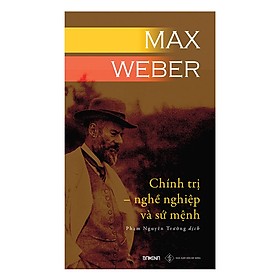 MAX
WEBER
Chính trị
– nghề nghiệp
và sứ mệnh
Phạm Nguyên Trường dịch